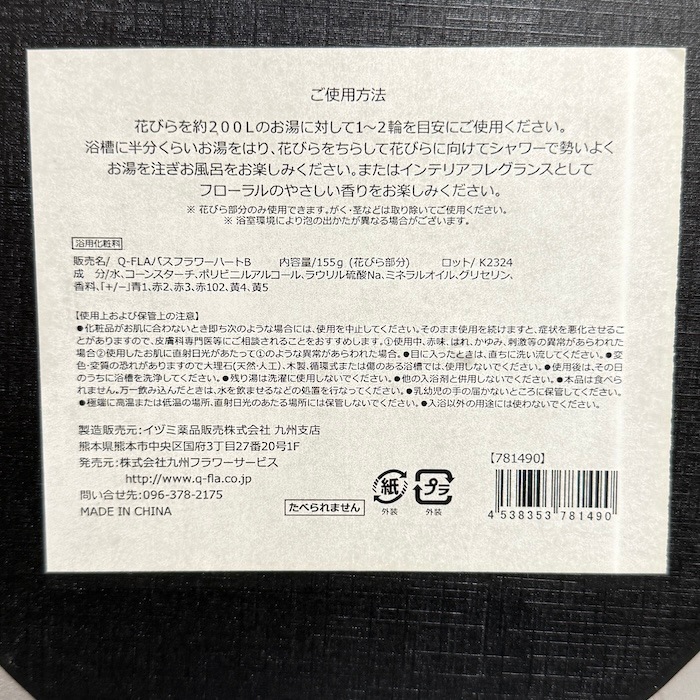 ご使用方法
花びらを約200Lのお湯に対して1～2輪を目安にご使用ください。
浴槽に半分くらいお湯をはり、花びらをちらして花びらに向けてシャワーで勢いよく
お湯を注ぎお風呂をお楽しみください。またはインテリアフレグランスとして
フローラルのやさしい香りをお楽しみください。
※ 花びら部分のみ使用できます。がく・茎などは取り除いてご使用ください。
※ 浴室環境により泡の出かたが異なる場合がございます。
浴用化粧料
販売名/ Q-FLAバスフラワーハートB 内容量/155g (花びら部分) ロット/ K2324
成 分/水、コーンスターチ、ポリビニルアルコール、ラウリル硫酸Na、ミネラルオイル、グリセリン、
香料、「+/−」青1、赤2、赤3、赤102、黄4、黄5
【使用上および保管上の注意】
●化粧品がお肌に合わないとき即ち次のような場合には、使用を中止してください。そのまま使用を続けますと、症状を悪化させるこ
とがありますので、皮膚科専門医等にご相談されることをおすすめします。①使用中、赤味、はれ、かゆみ、刺激等の異常があらわれた
場合②使用したお肌に直射日光があたって①のような異常があらわれた場合。●目に入ったときは、直ちに洗い流してください。●変
色・変質の恐れがありますので大理石(天然・人工)、木製、循環式または傷のある浴槽では、使用しないでください。●使用後は、その日
のうちに浴槽を洗浄してください。●残り湯は洗濯に使用しないでください。●他の入浴剤と併用しないでください。●本品は食べられ
ません。万一飲み込んだときは、水を飲ませるなどの処置を行なってください。●乳幼児の手の届かないところに保管してください。
●極端に高温または低温の場所、直射日光のあたる場所には保管しないでください。●入浴以外の用途には使わないでください。
製造販売元:イヅミ薬品販売株式会社 九州支店
熊本県熊本市中央区国府3丁目27番20号1F
発売元:株式会社九州フラワーサービス
http://www.q-fla.co.jp
問い合せ先:096-378-2175
MADE IN CHINA
たべられません
紙
外装
プラ
外装
【781490】
4 538353 781490